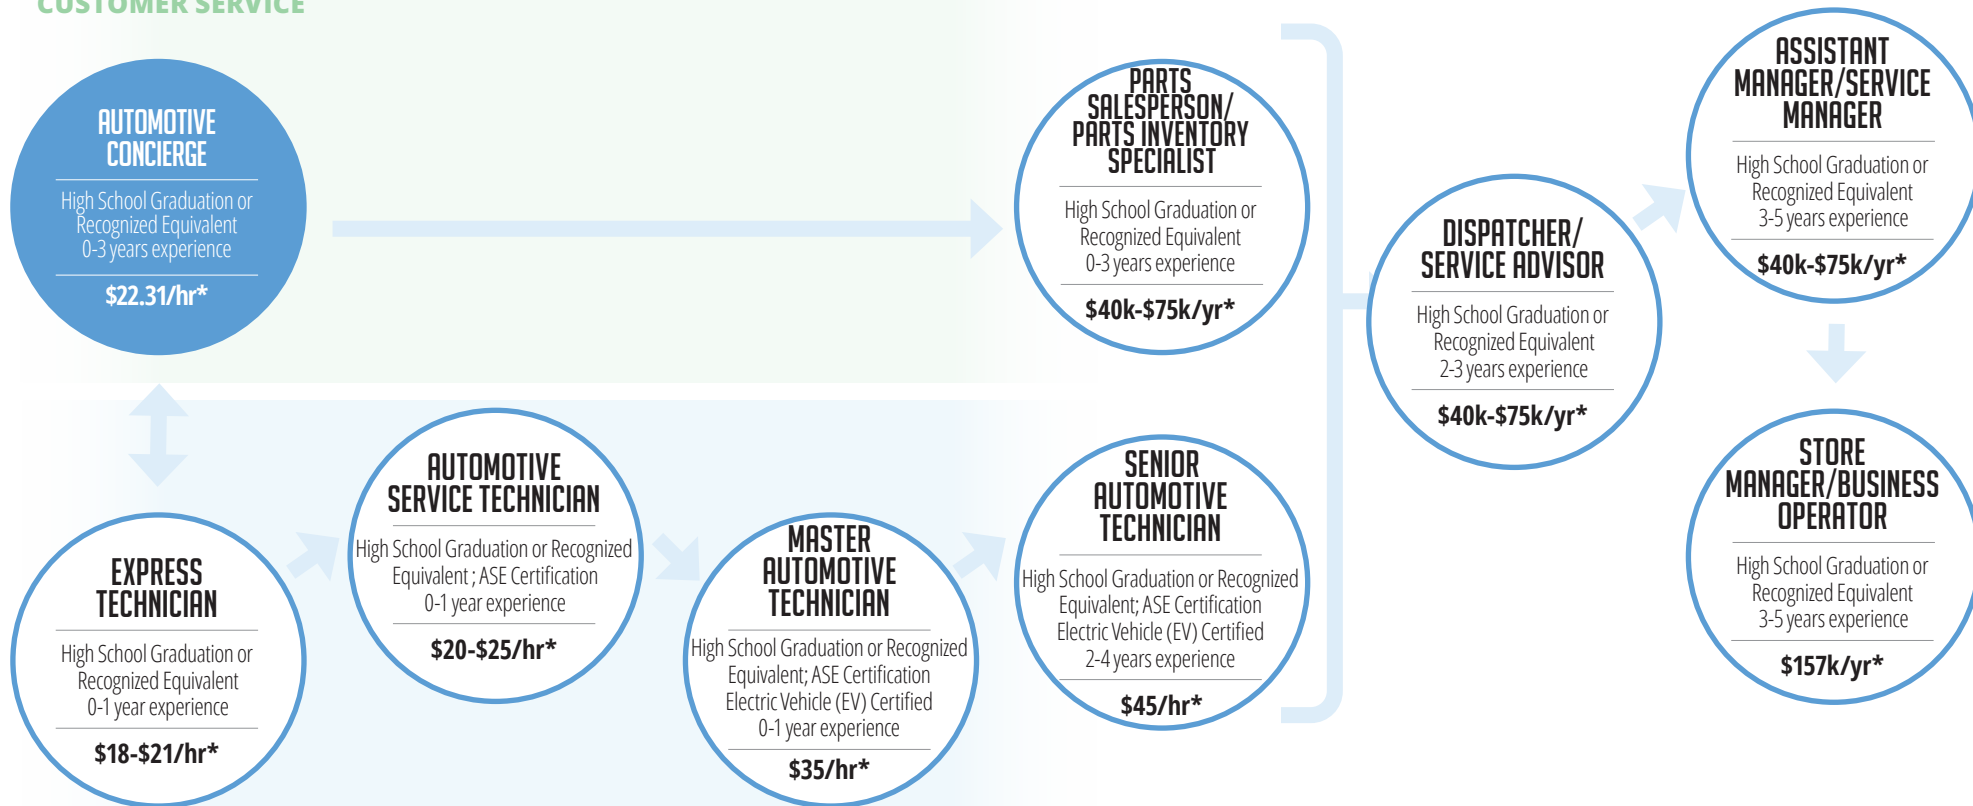 CUSTOMER SERVICE
AUTOMOTIVE
CONCIERGE
High School Graduation or
Recognized Equivalent
0-3 years experience
$22.31/hr*
PARTS
SALESPERSON/
PARTS INVENTORY
SPECIALIST
High School Graduation or
Recognized Equivalent
0-3 years experience
$40k-$75k/yr*
DISPATCHER/
SERVICE ADVISOR
High School Graduation or
Recognized Equivalent
2-3 years experience
$40k-$75k/yr*
ASSISTANT
MANAGER/SERVICE
MANAGER
High School Graduation or
Recognized Equivalent
3-5 years experience
$40k-$75k/yr*
EXPRESS
TECHNICIAN
High School Graduation or
Recognized Equivalent
0-1 year experience
$18-$21/hr*
AUTOMOTIVE
SERVICE TECHNICIAN
High School Graduation or Recognized
Equivalent ; ASE Certification
0-1 year experience
$20-$25/hr*
MASTER
AUTOMOTIVE
TECHNICIAN
High School Graduation or Recognized
Equivalent; ASE Certification
Electric Vehicle (EV) Certified
0-1 year experience
$35/hr*
SENIOR
AUTOMOTIVE
TECHNICIAN
High School Graduation or Recognized
Equivalent; ASE Certification
Electric Vehicle (EV) Certified
2-4 years experience
$45/hr*
STORE
MANAGER/BUSINESS
OPERATOR
High School Graduation or
Recognized Equivalent
3-5 years experience
$157k/yr*